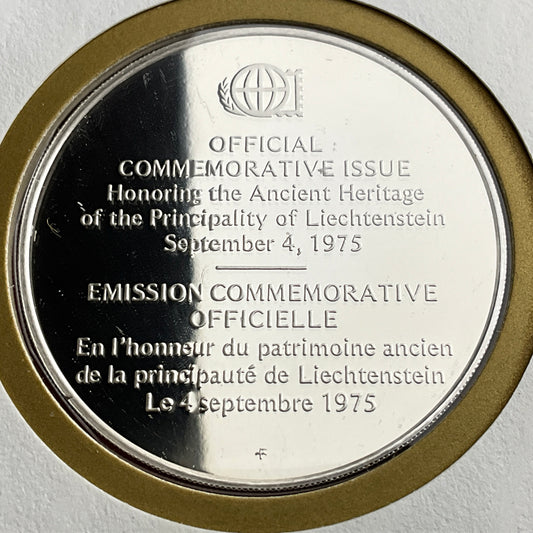 OFFICIAL
COMMEMORATIVE ISSUE
Honoring the Ancient Heritage
of the Principality of Liechtenstein
September 4, 1975
EMISSION COMMEMORATIVE
OFFICIELLE
En l'honneur du patrimoine ancien
de la principauté de Liechtenstein
Le 4 septembre 1975